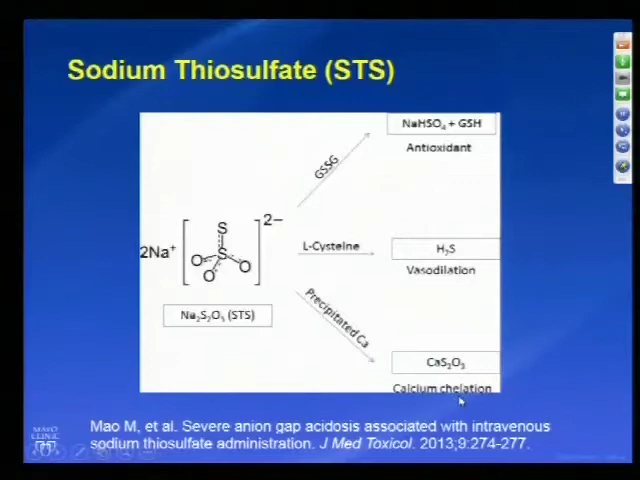 Sodium Thiosulfate (STS)
NaHSO₄ + GSH
Antioxidant
GSSG
S
2−
2Na⁺
S
O
O
O
L-Cysteine
H₂S
Vasodilation
Na₂S₂O₃ (STS)
Precipitated Ca
CaS₂O₃
Calcium chelation
Mao M, et al. Severe anion gap acidosis associated with intravenous
sodium thiosulfate administration. J Med Toxicol. 2013;9:274-277.
MAYO
CLINIC